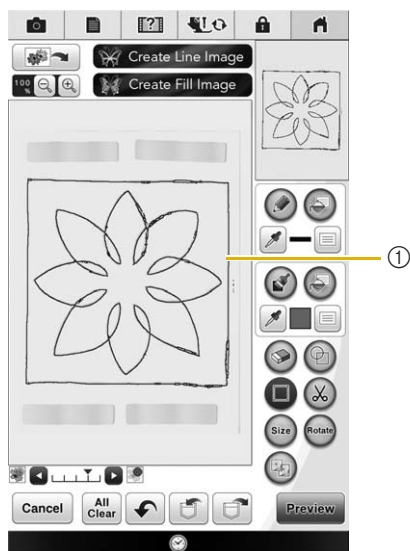 Create Line Image
100 %
Create Fill Image
①
Size
Rotate
Cancel
All
Clear
Preview